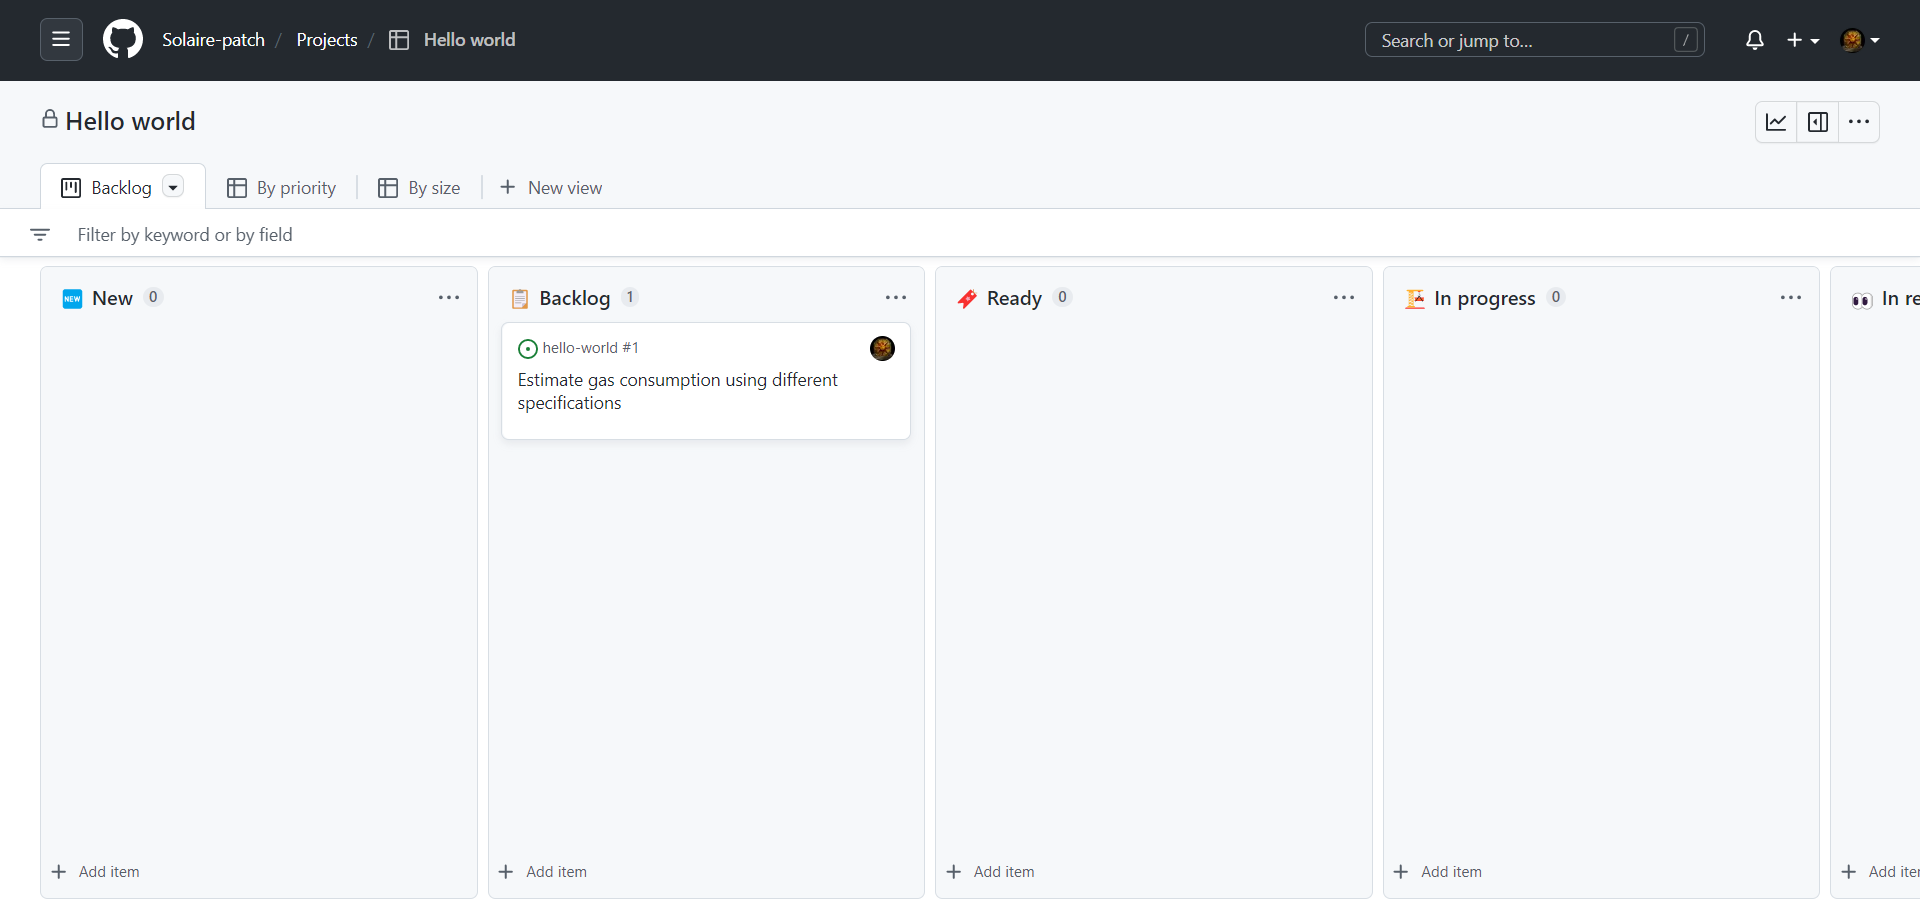 Solaire-patch / Projects / Hello world
Search or jump to... /
Hello world
Backlog By priority By size New view
Filter by keyword or by field
NEW New 0
Backlog 1
Ready 0
In progress 0
In re
hello-world #1
Estimate gas consumption using different
specifications
Add item
Add item
Add item
Add item
Add iter